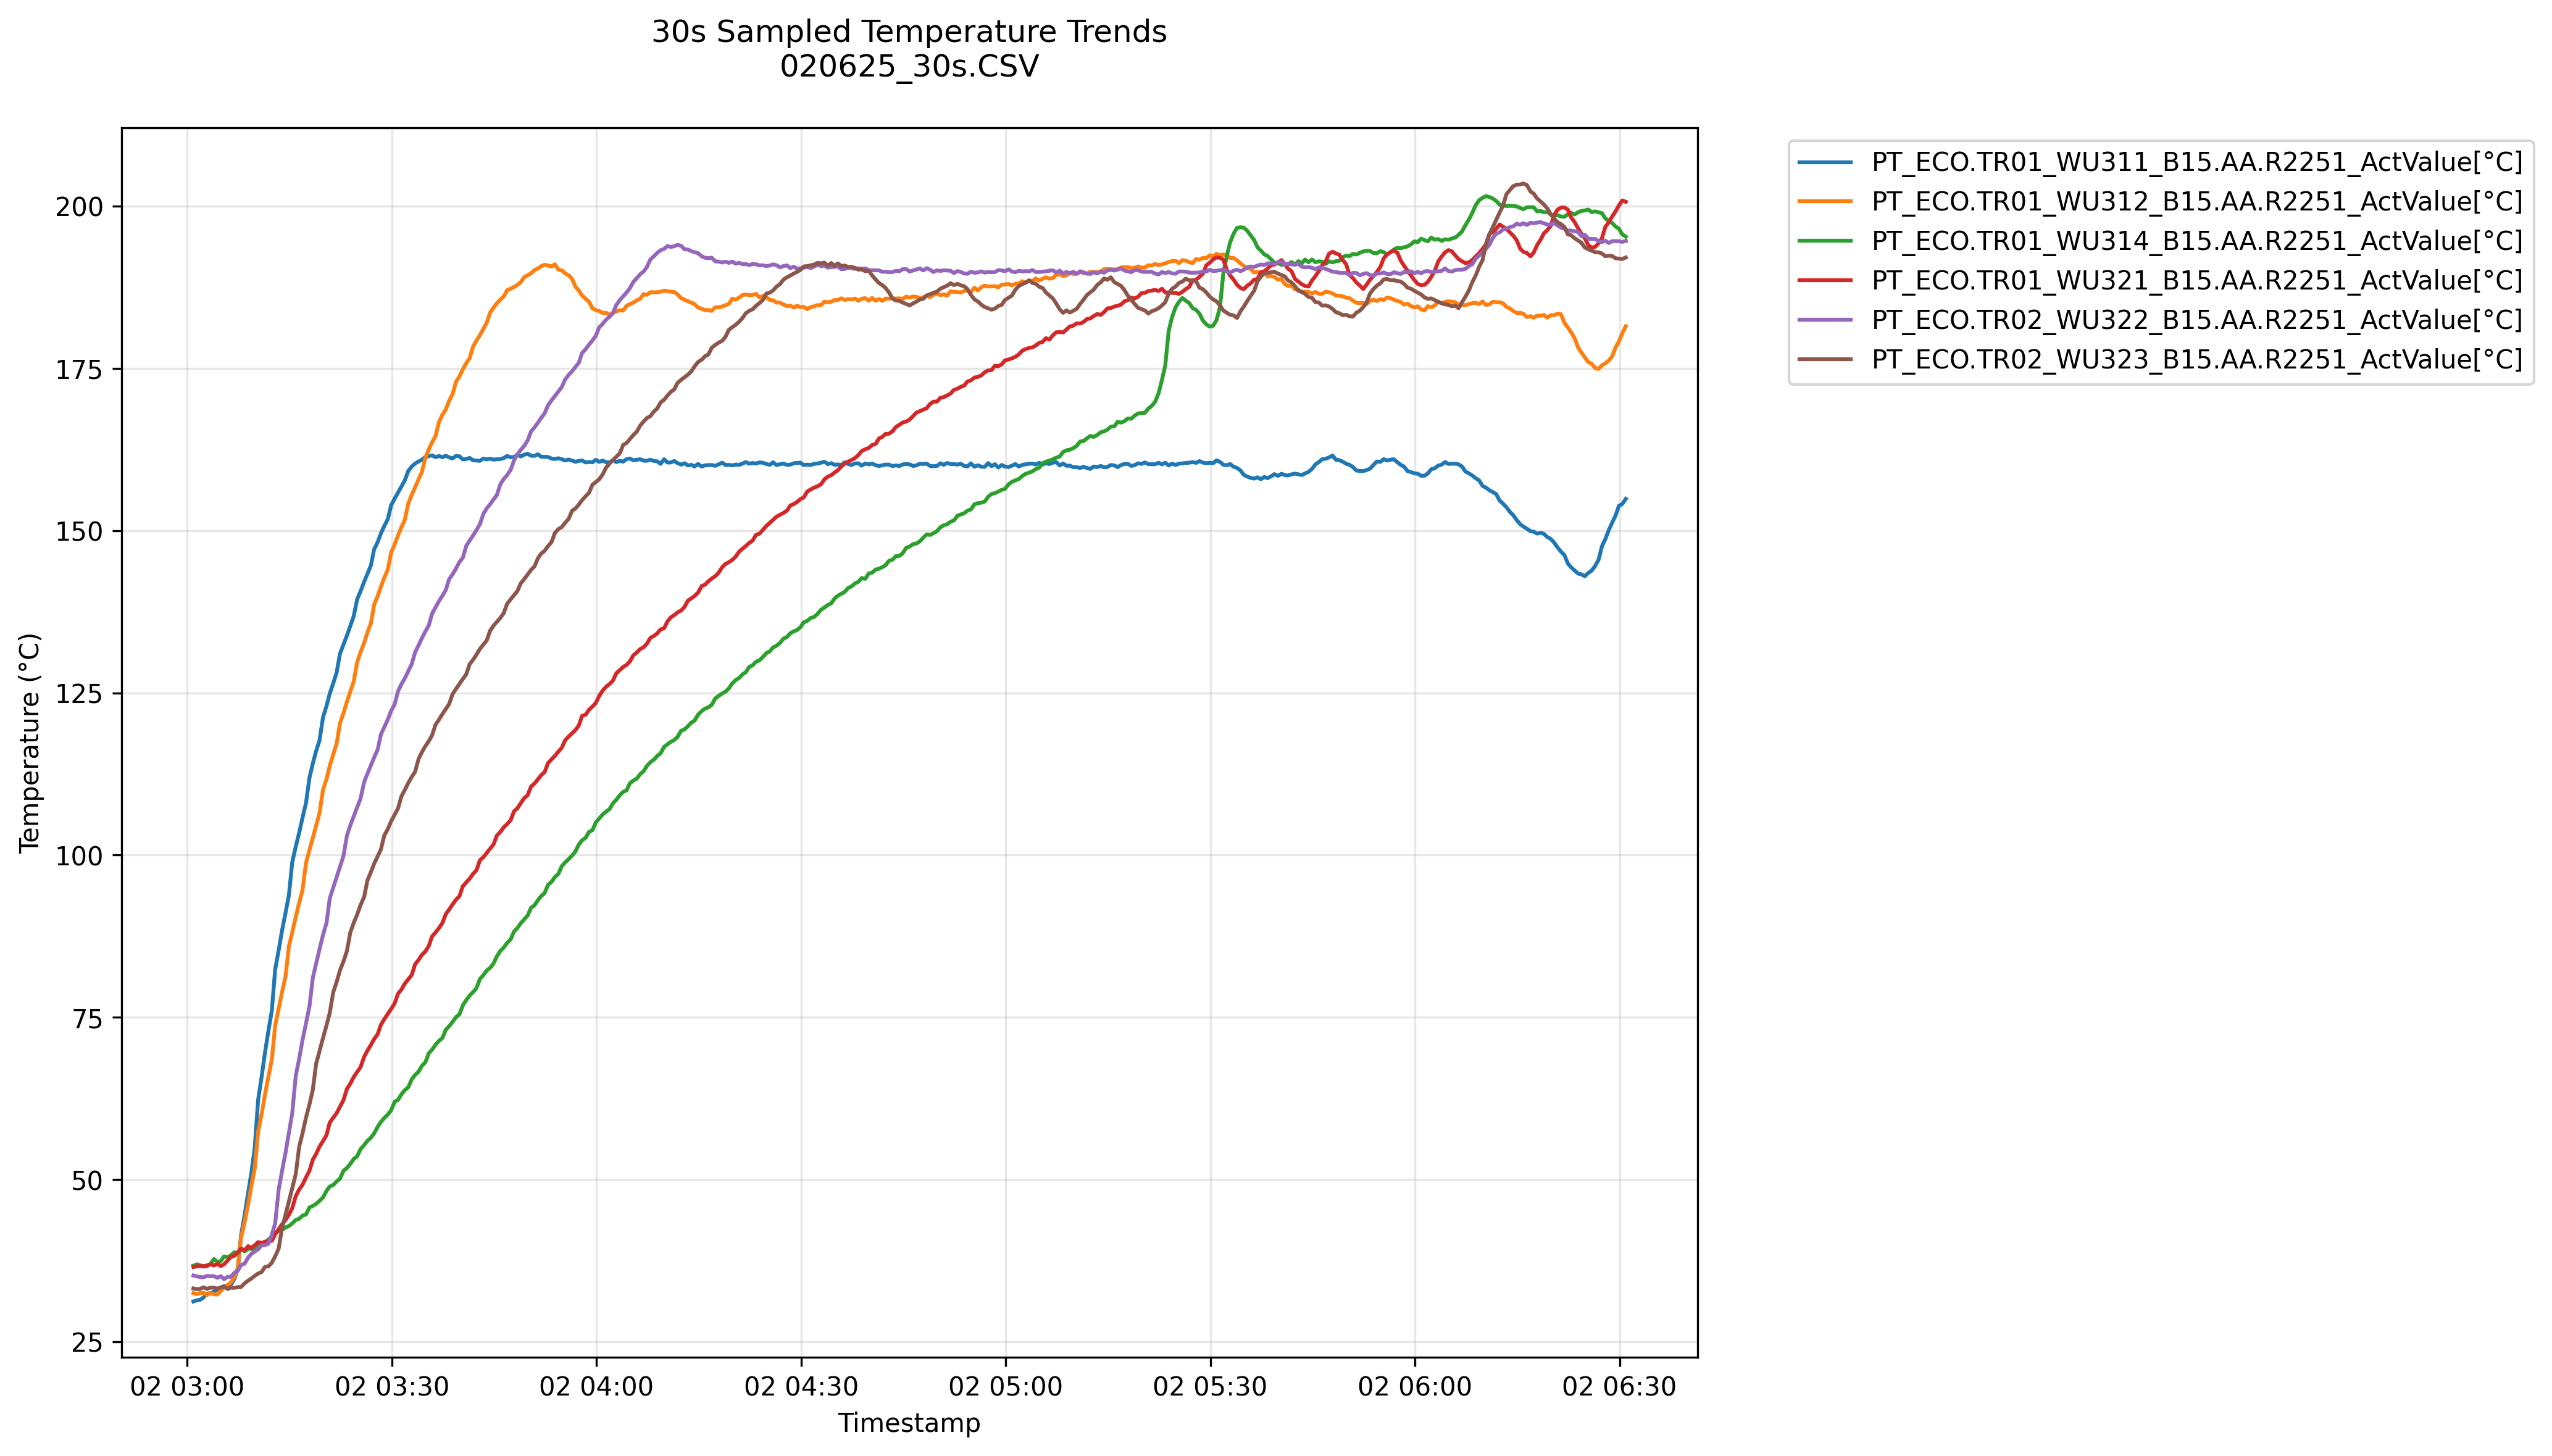 30s Sampled Temperature Trends
020625_30s.CSV
PT_ECO.TR01_WU311_B15.AA.R2251_ActValue[°C]
PT_ECO.TR01_WU312_B15.AA.R2251_ActValue[°C]
PT_ECO.TR01_WU314_B15.AA.R2251_ActValue[°C]
PT_ECO.TR01_WU321_B15.AA.R2251_ActValue[°C]
PT_ECO.TR02_WU322_B15.AA.R2251_ActValue[°C]
PT_ECO.TR02_WU323_B15.AA.R2251_ActValue[°C]
Temperature (°C)
200
175
150
125
100
75
50
25
02 03:00 02 03:30 02 04:00 02 04:30 02 05:00 02 05:30 02 06:00 02 06:30
Timestamp